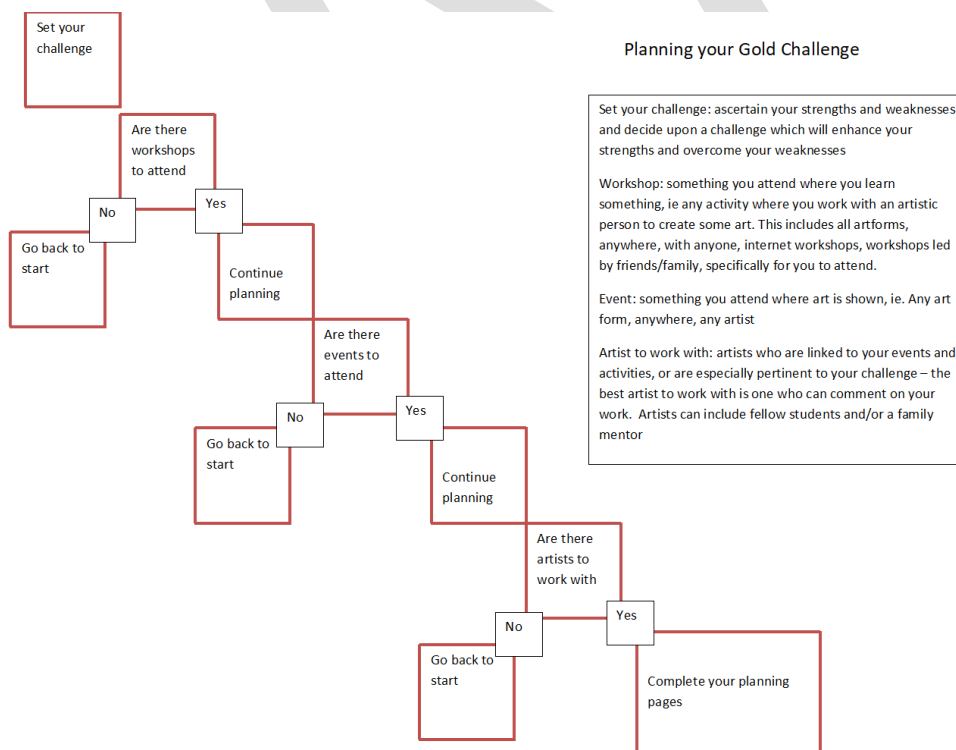 Set your
challenge
Planning your Gold Challenge
Are there
workshops
to attend
No
Yes
Go back to
start
Continue
planning
Are there
events to
attend
No
Yes
Go back to
start
Continue
planning
Are there
artists to
work with
No
Yes
Go back to
start
Complete your planning
pages
Set your challenge: ascertain your strengths and weaknesses
and decide upon a challenge which will enhance your
strengths and overcome your weaknesses
Workshop: something you attend where you learn
something, ie any activity where you work with an artistic
person to create some art. This includes all artforms,
anywhere, with anyone, internet workshops, workshops led
by friends/family, specifically for you to attend.
Event: something you attend where art is shown, ie. Any art
form, anywhere, any artist
Artist to work with: artists who are linked to your events and
activities, or are especially pertinent to your challenge – the
best artist to work with is one who can comment on your
work. Artists can include fellow students and/or a family
mentor